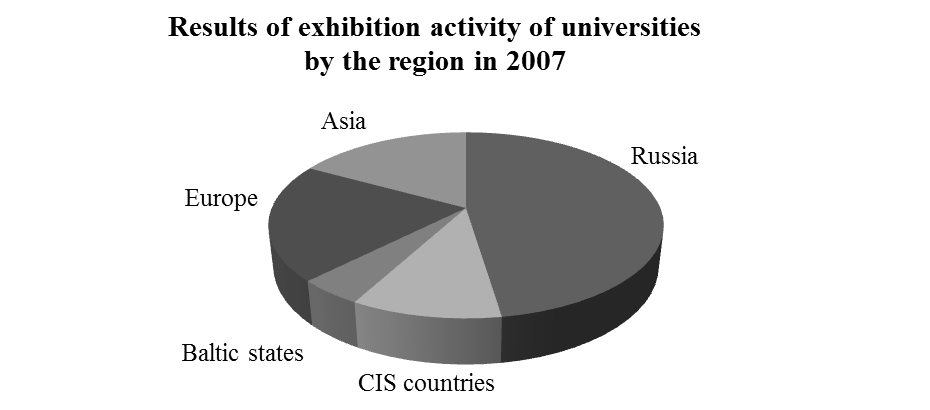 Results of exhibition activity of universities
by the region in 2007
Asia
Russia
Europe
Baltic states
CIS countries